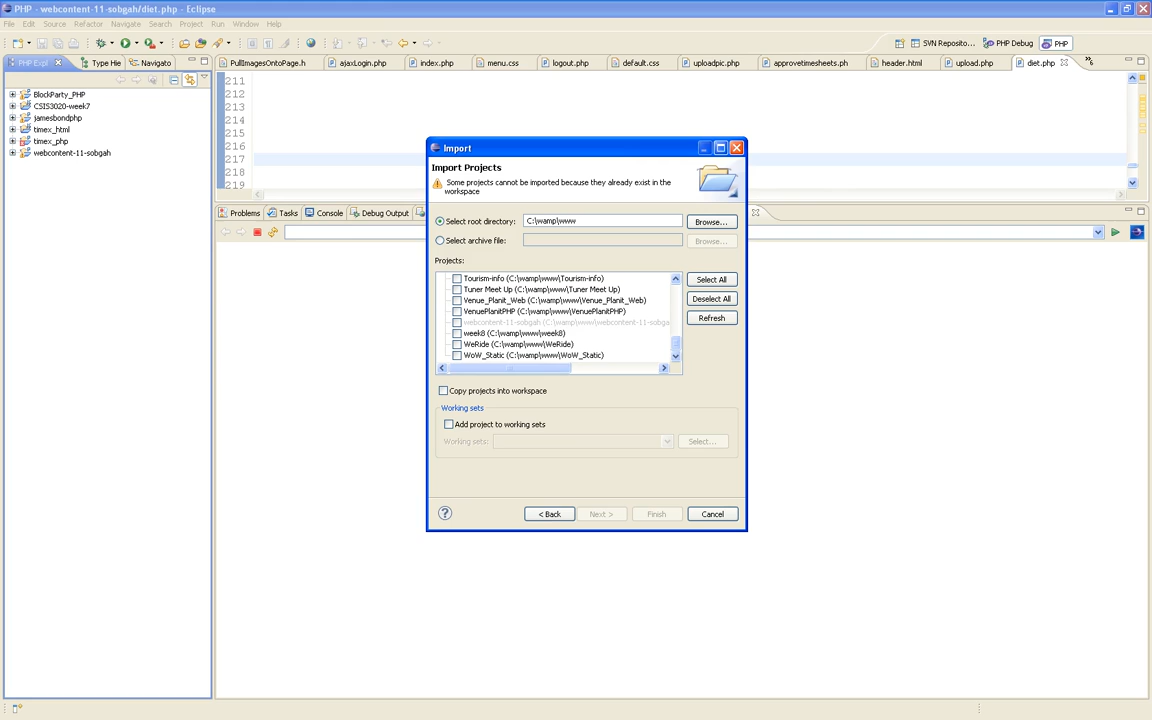 PHP - webcontent-11-sobgah/diet.php - Eclipse
File Edit Source Refactor Navigate Search Project Run Window Help
SVN Reposito... PHP Debug PHP
PHP Expl Type Hie Navigato
PullImagesOntoPage.h ajaxLogin.php index.php menu.css logout.php default.css uploadpic.php approvetimesheets.ph header.html upload.php diet.php
BlockParty_PHP
CSIS3020-week7
jamesbondphp
timex_html
timex_php
webcontent-11-sobgah
211
212
213
214
215
216
217
218
219
Problems Tasks Console Debug Output
Import
Import Projects
Some projects cannot be imported because they already exist in the
workspace
Select root directory: C:\wamp\www Browse...
Select archive file: Browse...
Projects:
Tourism-info (C:\wamp\www\Tourism-info)
Tuner Meet Up (C:\wamp\www\Tuner Meet Up)
Venue_Planit_Web (C:\wamp\www\Venue_Planit_Web)
VenuePlanitPHP (C:\wamp\www\VenuePlanitPHP)
webcontent-11-sobgah (C:\wamp\www\webcontent-11-sobga
week8 (C:\wamp\www\week8)
WeRide (C:\wamp\www\WeRide)
WoW_Static (C:\wamp\www\WoW_Static)
Select All
Deselect All
Refresh
Copy projects into workspace
Working sets
Add project to working sets
Working sets: Select...
? < Back Next > Finish Cancel